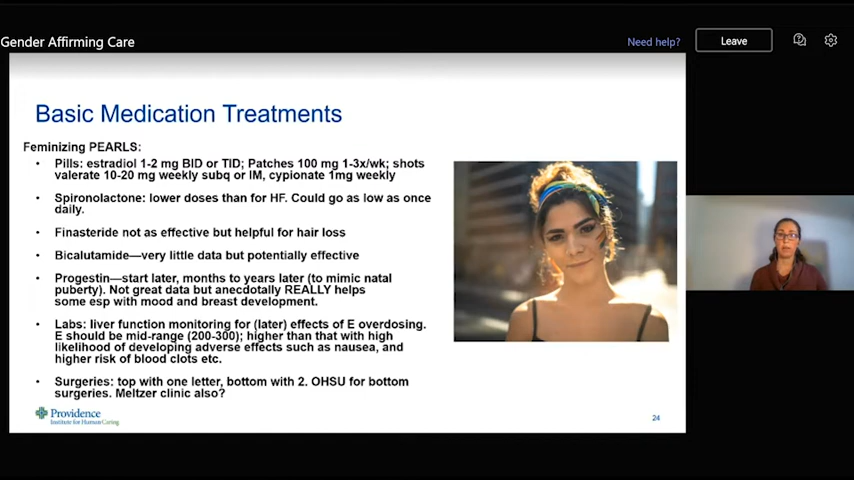 Gender Affirming Care
Need help?
Leave
Basic Medication Treatments
Feminizing PEARLS:
• Pills: estradiol 1-2 mg BID or TID; Patches 100 mg 1-3x/wk; shots
valerate 10-20 mg weekly subq or IM, cypionate 1mg weekly
• Spironolactone: lower doses than for HF. Could go as low as once
daily.
• Finasteride not as effective but helpful for hair loss
• Bicalutamide—very little data but potentially effective
• Progestin—start later, months to years later (to mimic natal
puberty). Not great data but anecdotally REALLY helps
some esp with mood and breast development.
• Labs: liver function monitoring for (later) effects of E overdosing.
E should be mid-range (200-300); higher than that with high
likelihood of developing adverse effects such as nausea, and
higher risk of blood clots etc.
• Surgeries: top with one letter, bottom with 2. OHSU for bottom
surgeries. Meltzer clinic also?
Providence
Institute for Human Caring
24